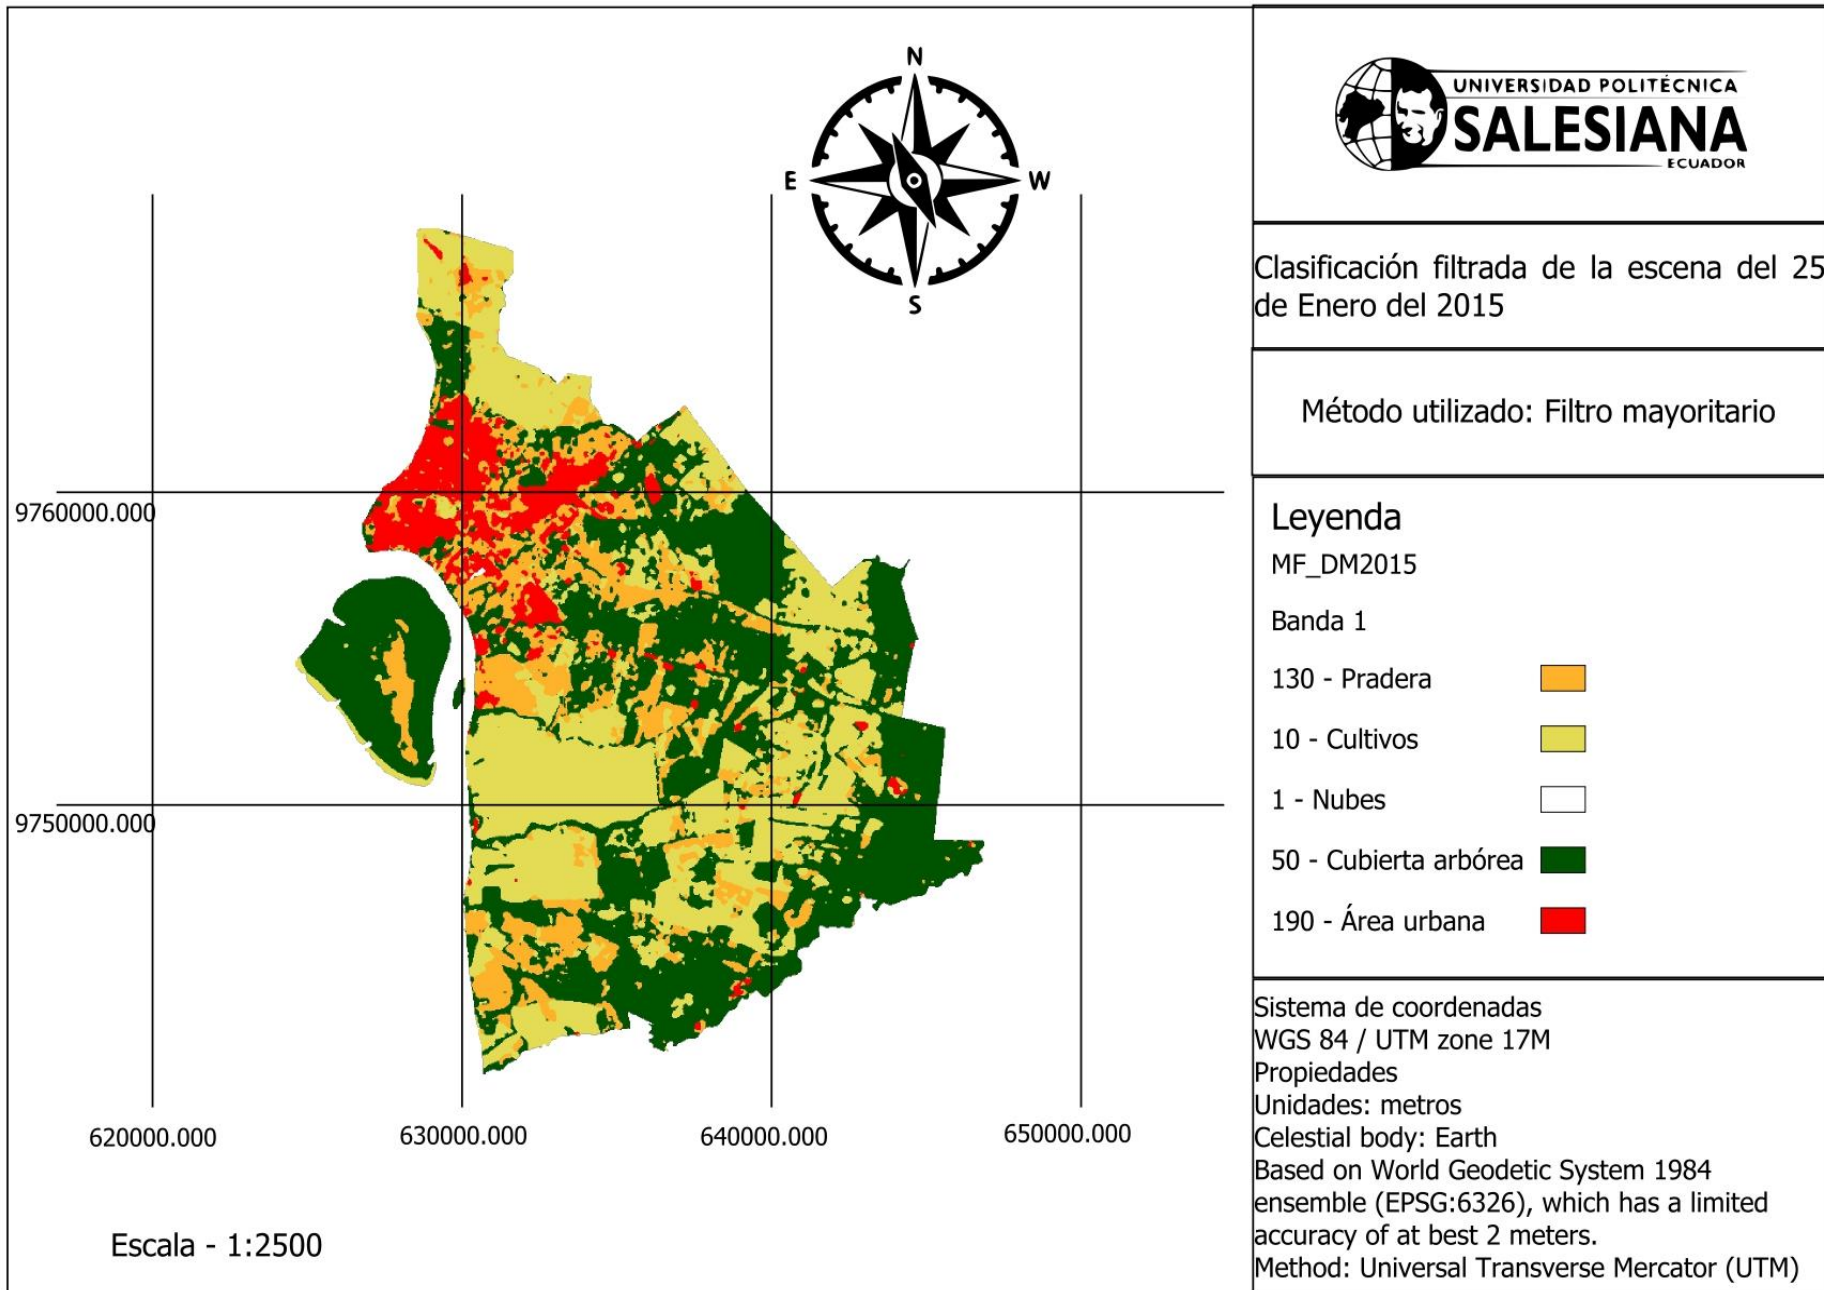 N
E
W
S
9760000.000
9750000.000
620000.000
630000.000
640000.000
650000.000
Escala - 1:2500
UNIVERSIDAD POLITÉCNICA
SALESIANA
ECUADOR
Clasificación filtrada de la escena del 25
de Enero del 2015
Método utilizado: Filtro mayoritario
Leyenda
MF_DM2015
Banda 1
130 - Pradera
10 - Cultivos
1 - Nubes
50 - Cubierta arbórea
190 - Área urbana
Sistema de coordenadas
WGS 84 / UTM zone 17M
Propiedades
Unidades: metros
Celestial body: Earth
Based on World Geodetic System 1984
ensemble (EPSG:6326), which has a limited
accuracy of at best 2 meters.
Method: Universal Transverse Mercator (UTM)